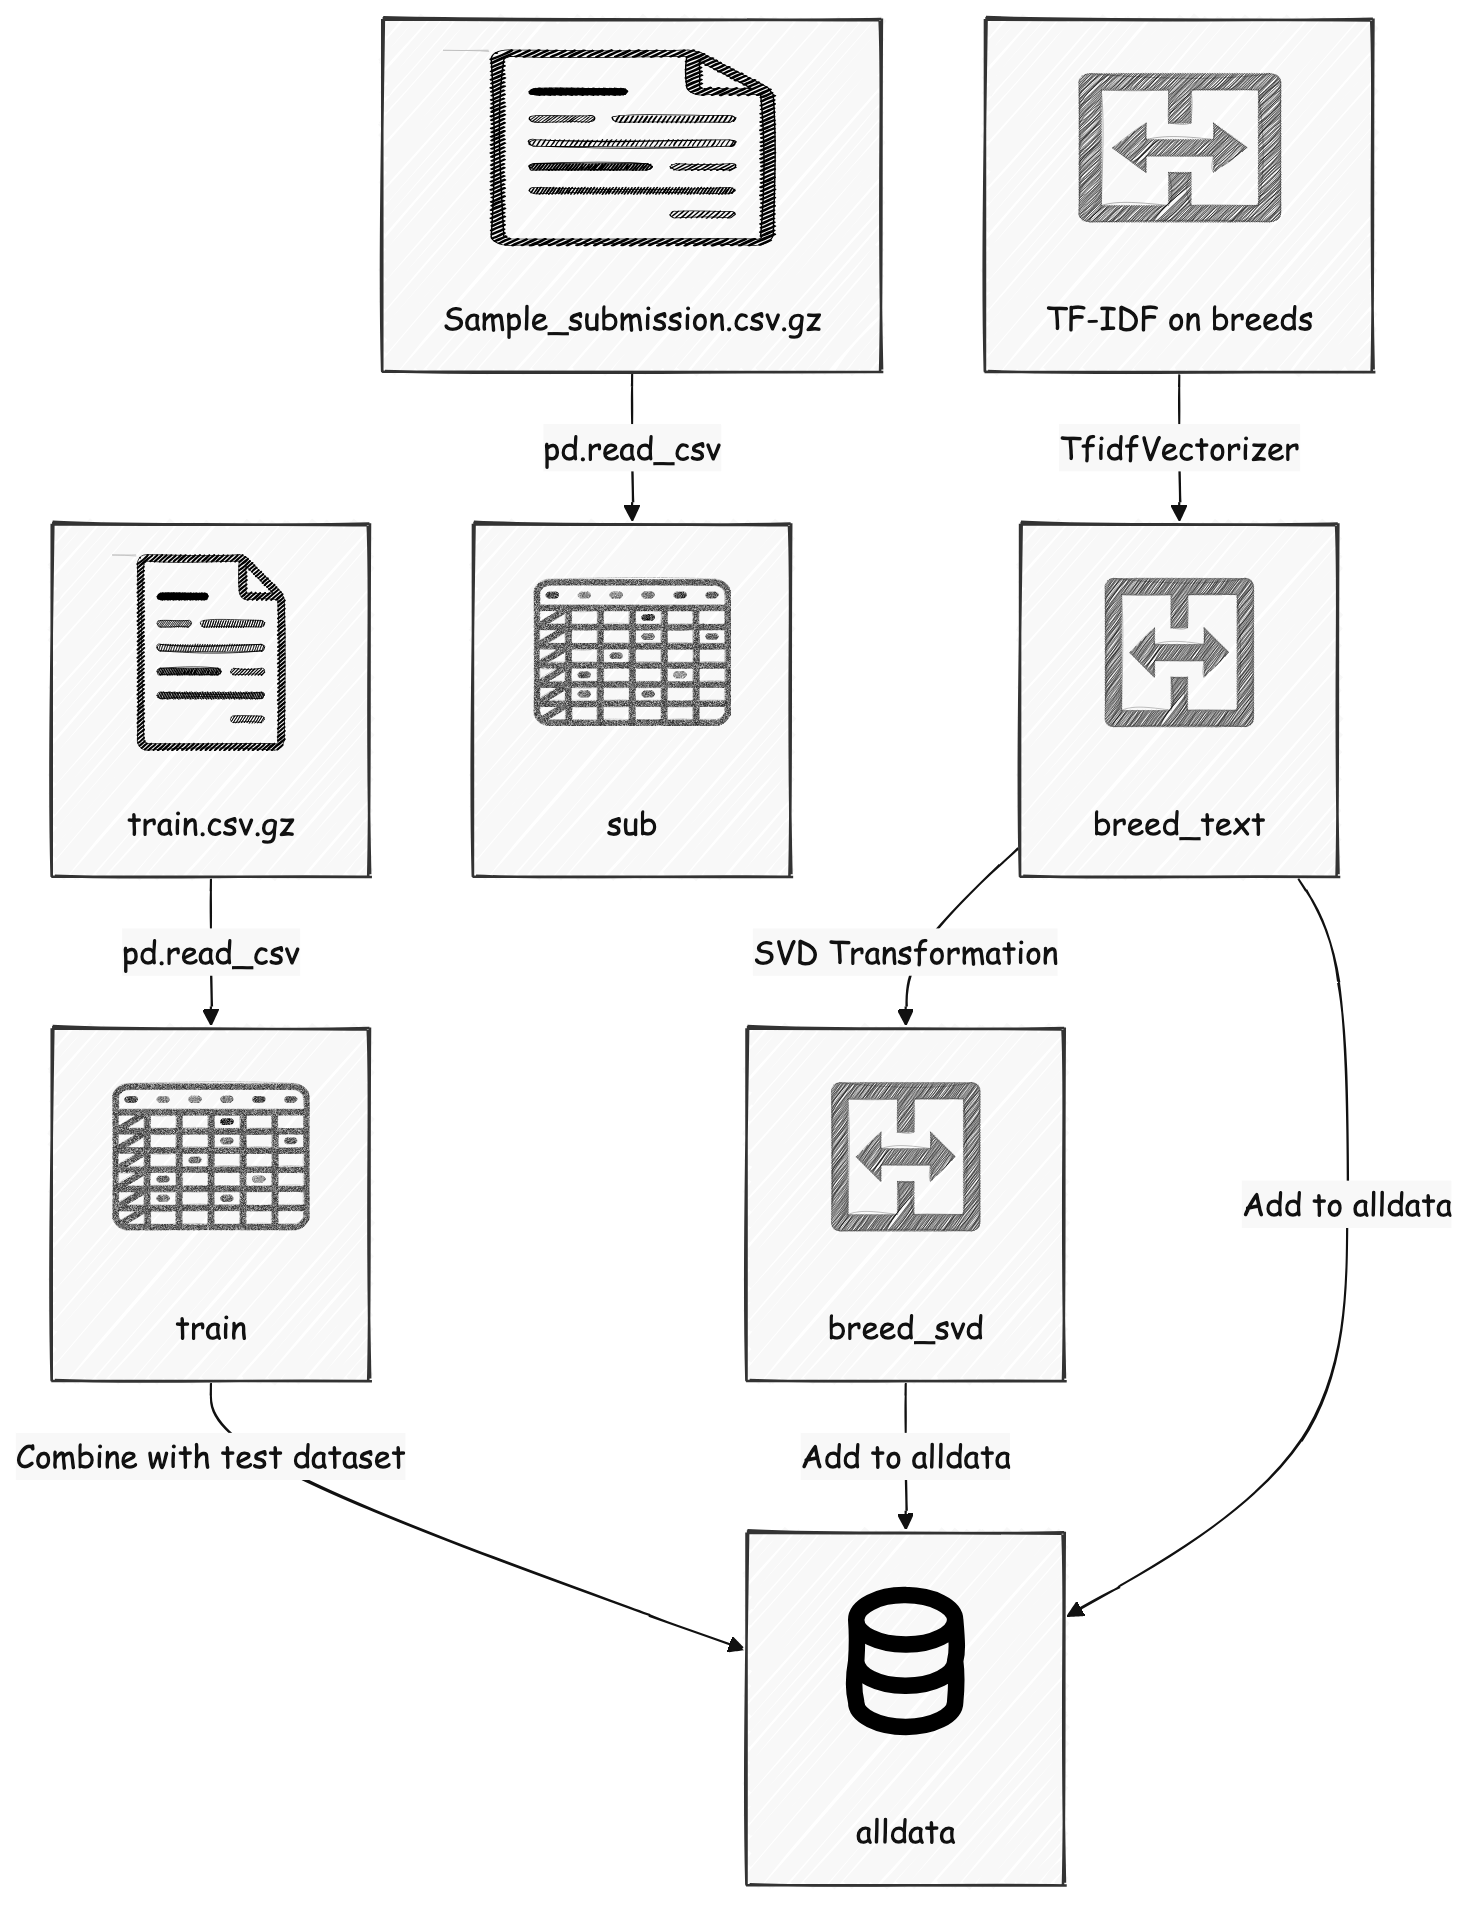 Sample_submission.csv.gz
TF-IDF on breeds
pd.read_csv
TfidfVectorizer
train.csv.gz
sub
breed_text
pd.read_csv
SVD Transformation
Add to alldata
train
breed_svd
Combine with test dataset
Add to alldata
alldata